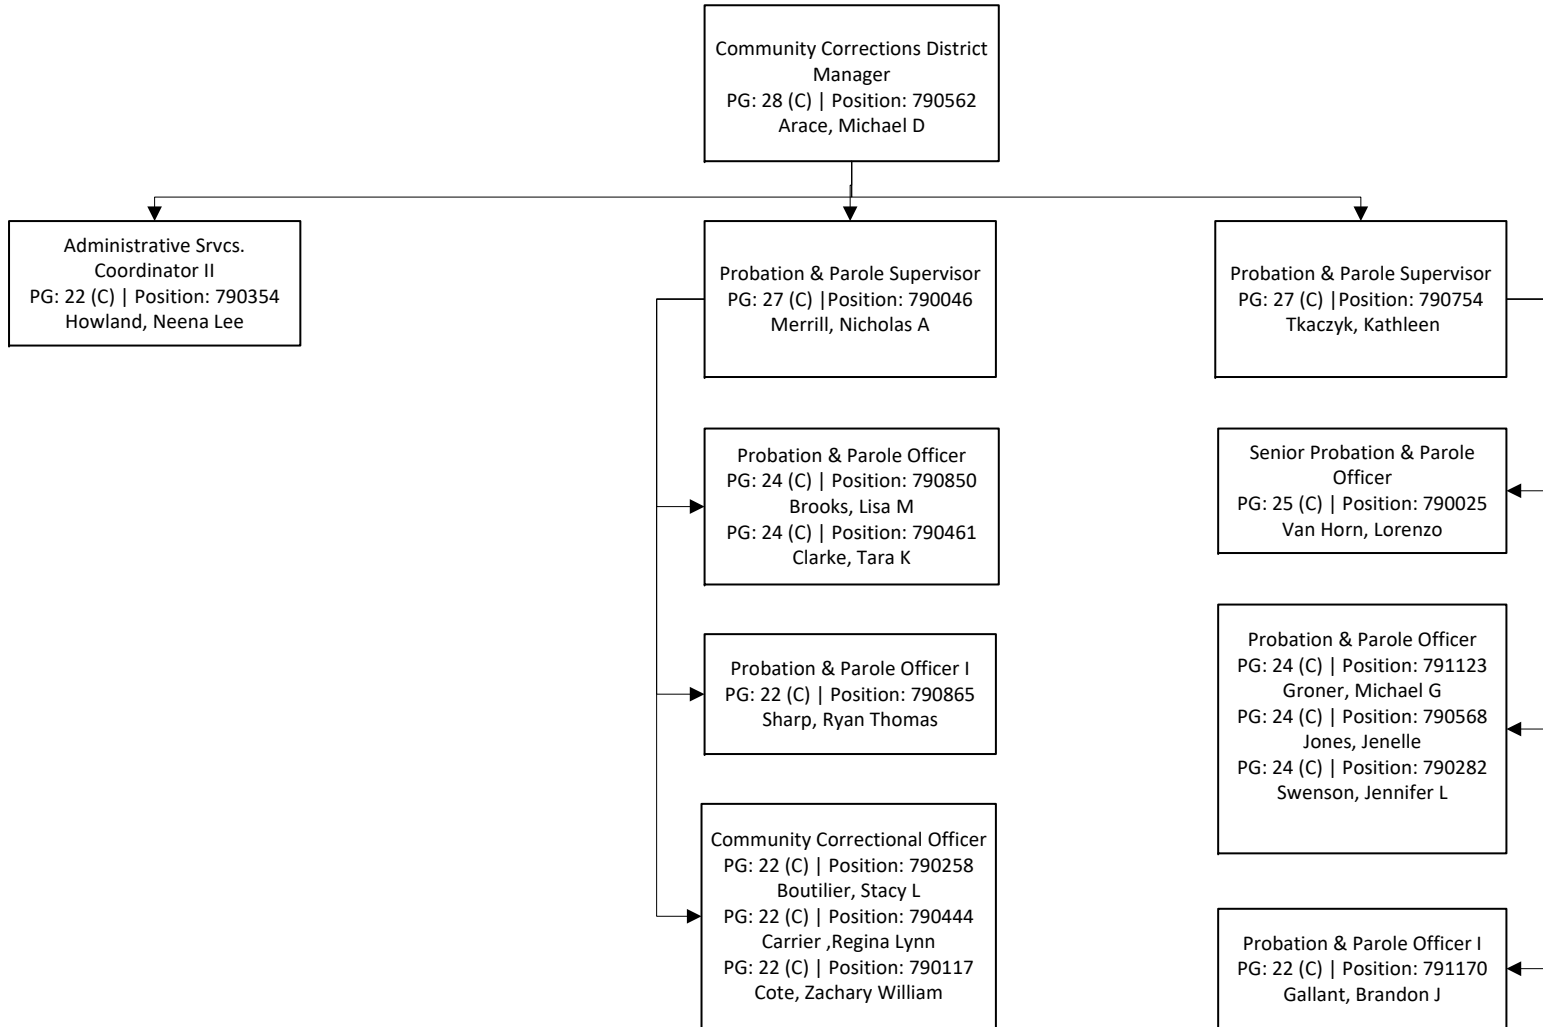 Community Corrections District
Manager
PG: 28 (C) | Position: 790562
Arace, Michael D
Administrative Srvcs.
Coordinator II
PG: 22 (C) | Position: 790354
Howland, Neena Lee
Probation & Parole Supervisor
PG: 27 (C) |Position: 790046
Merrill, Nicholas A
Probation & Parole Officer
PG: 24 (C) | Position: 790850
Brooks, Lisa M
PG: 24 (C) | Position: 790461
Clarke, Tara K
Probation & Parole Officer I
PG: 22 (C) | Position: 790865
Sharp, Ryan Thomas
Community Correctional Officer
PG: 22 (C) | Position: 790258
Boutilier, Stacy L
PG: 22 (C) | Position: 790444
Carrier ,Regina Lynn
PG: 22 (C) | Position: 790117
Cote, Zachary William
Probation & Parole Supervisor
PG: 27 (C) |Position: 790754
Tkaczyk, Kathleen
Senior Probation & Parole
Officer
PG: 25 (C) | Position: 790025
Van Horn, Lorenzo
Probation & Parole Officer
PG: 24 (C) | Position: 791123
Groner, Michael G
PG: 24 (C) | Position: 790568
Jones, Jenelle
PG: 24 (C) | Position: 790282
Swenson, Jennifer L
Probation & Parole Officer I
PG: 22 (C) | Position: 791170
Gallant, Brandon J